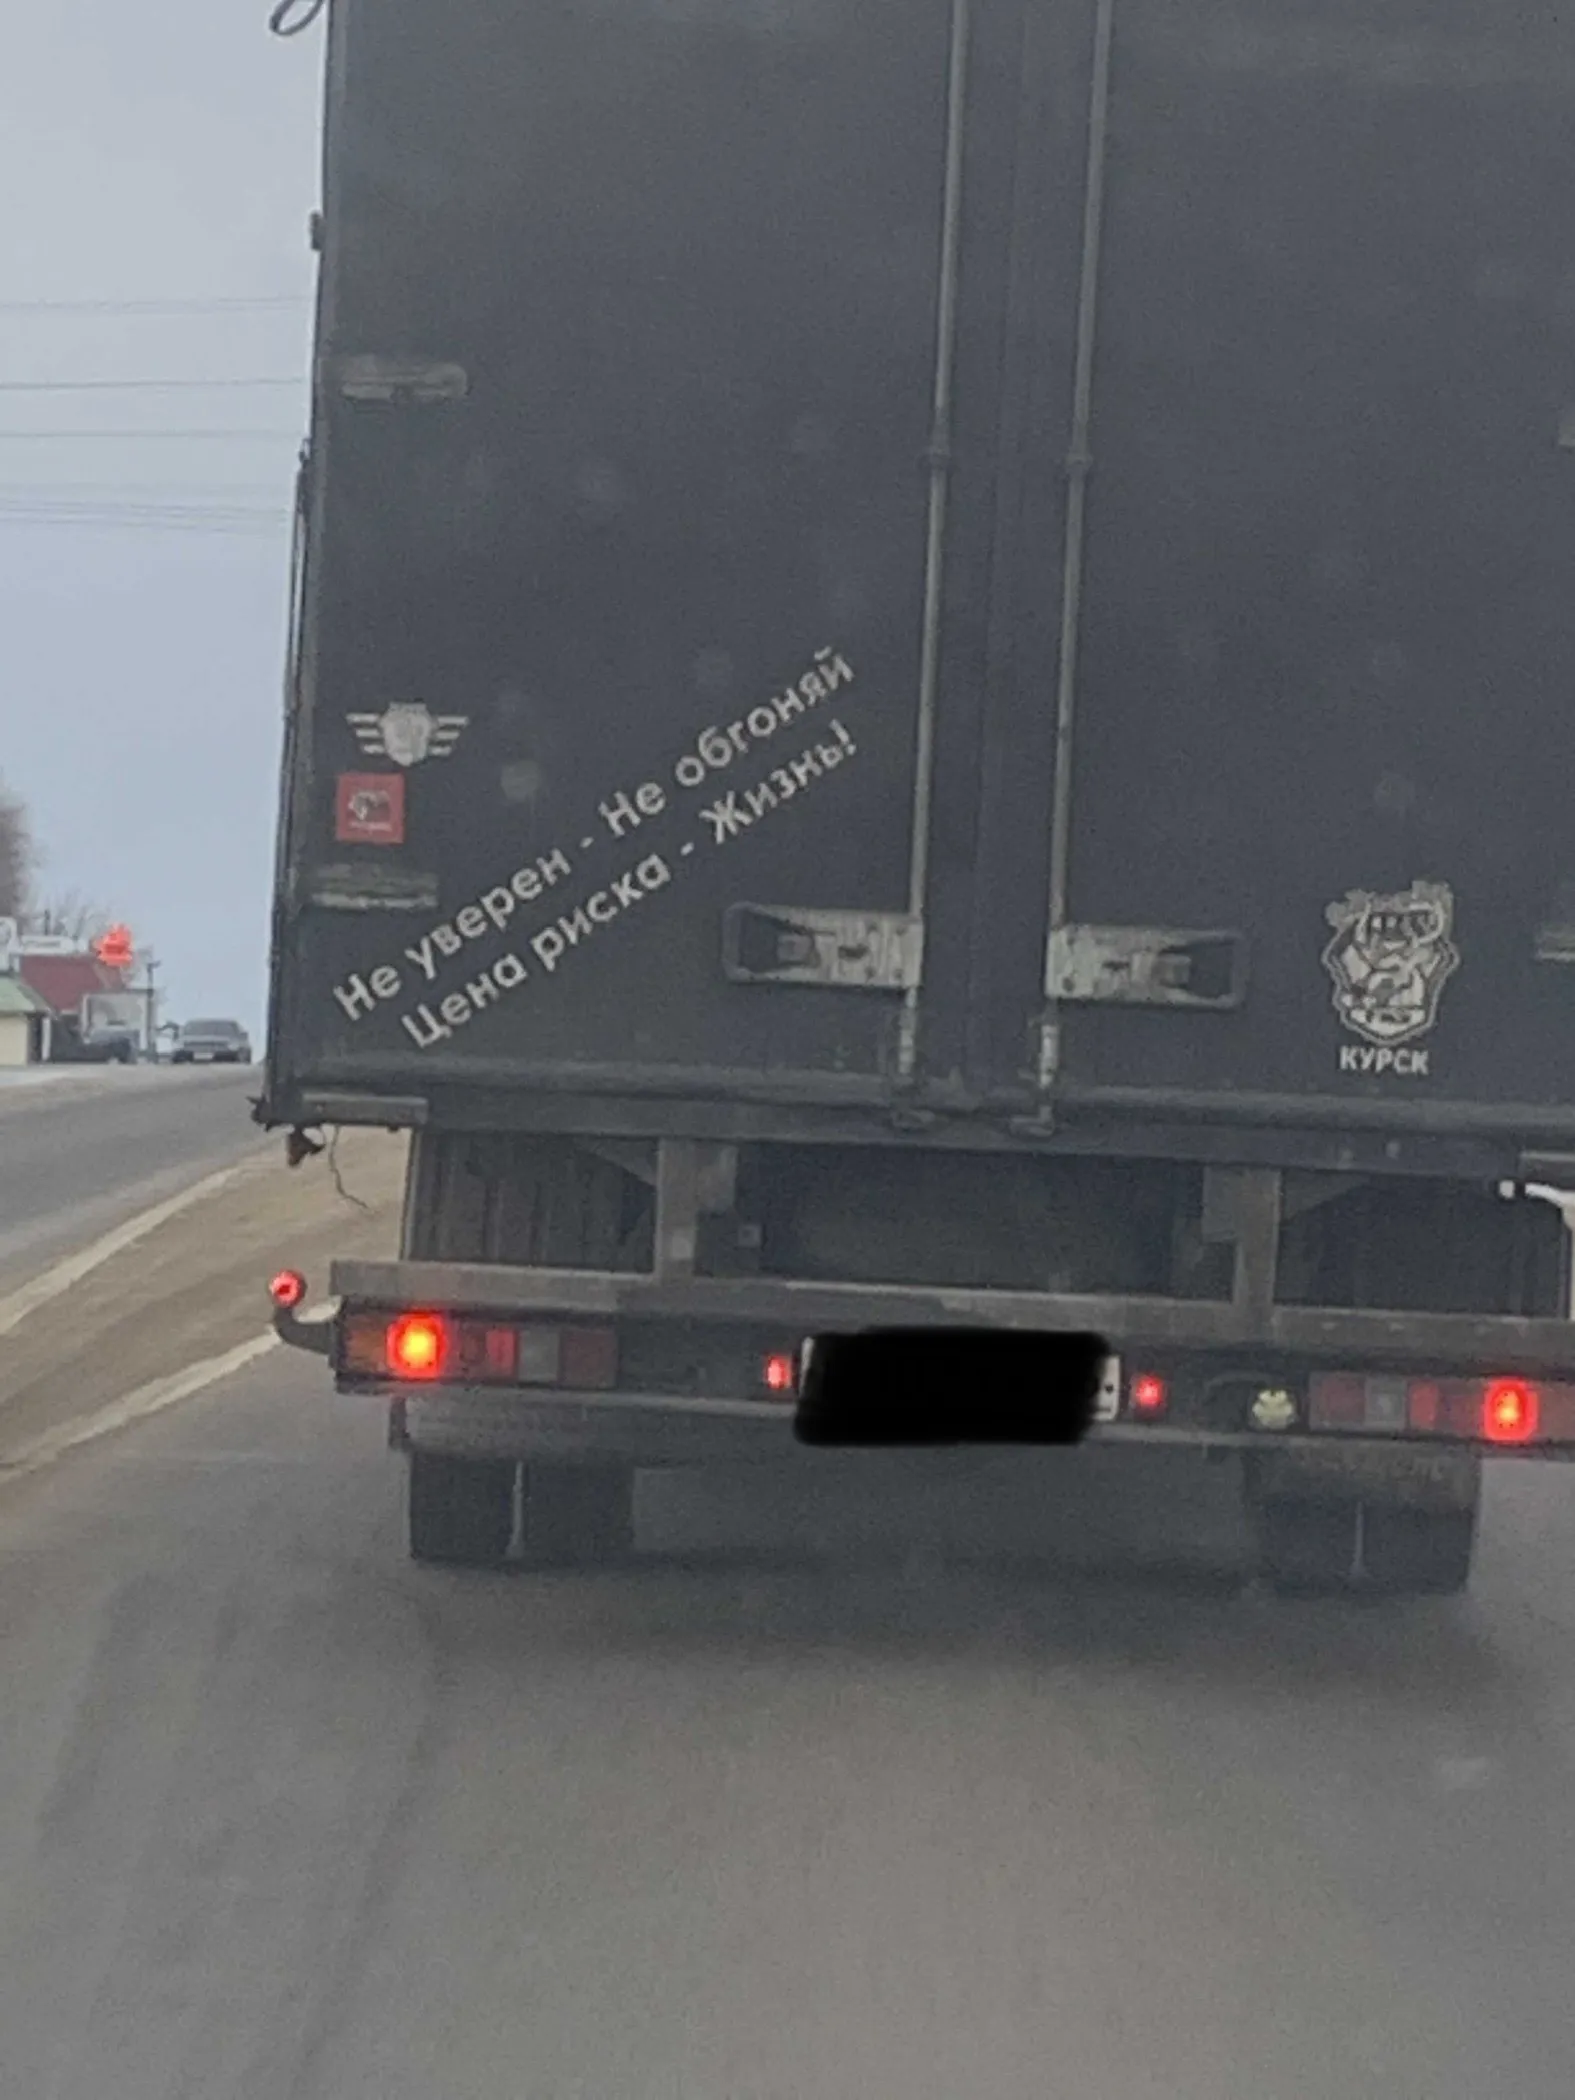 Не уверен - Не обгоняй
Цена риска - Жизнь!
КУРСК